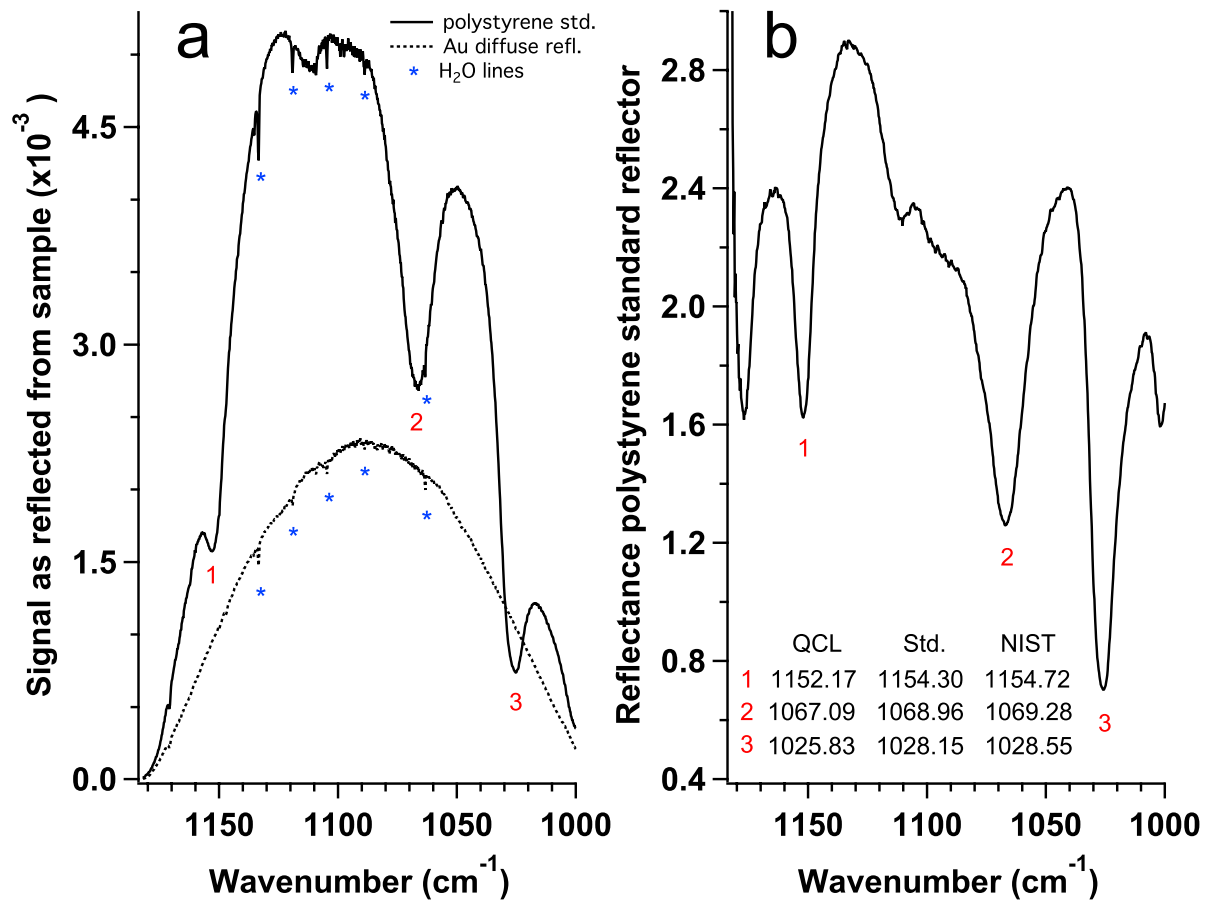 a
polystyrene std.
Au diffuse refl.
* H2O lines
Signal as reflected from sample (x10-3 )
4.5
3.0
1.5
0.0
*
*
*
*
*
*
*
*
*
*
1
2
3
1150
1100
1050
1000
Wavenumber (cm-1)
b
Reflectance polystyrene standard reflector
2.8
2.4
2.0
1.6
1.2
0.8
0.4
1
2
3
QCL Std. NIST
1 1152.17 1154.30 1154.72
2 1067.09 1068.96 1069.28
3 1025.83 1028.15 1028.55
1150
1100
1050
1000
Wavenumber (cm-1)